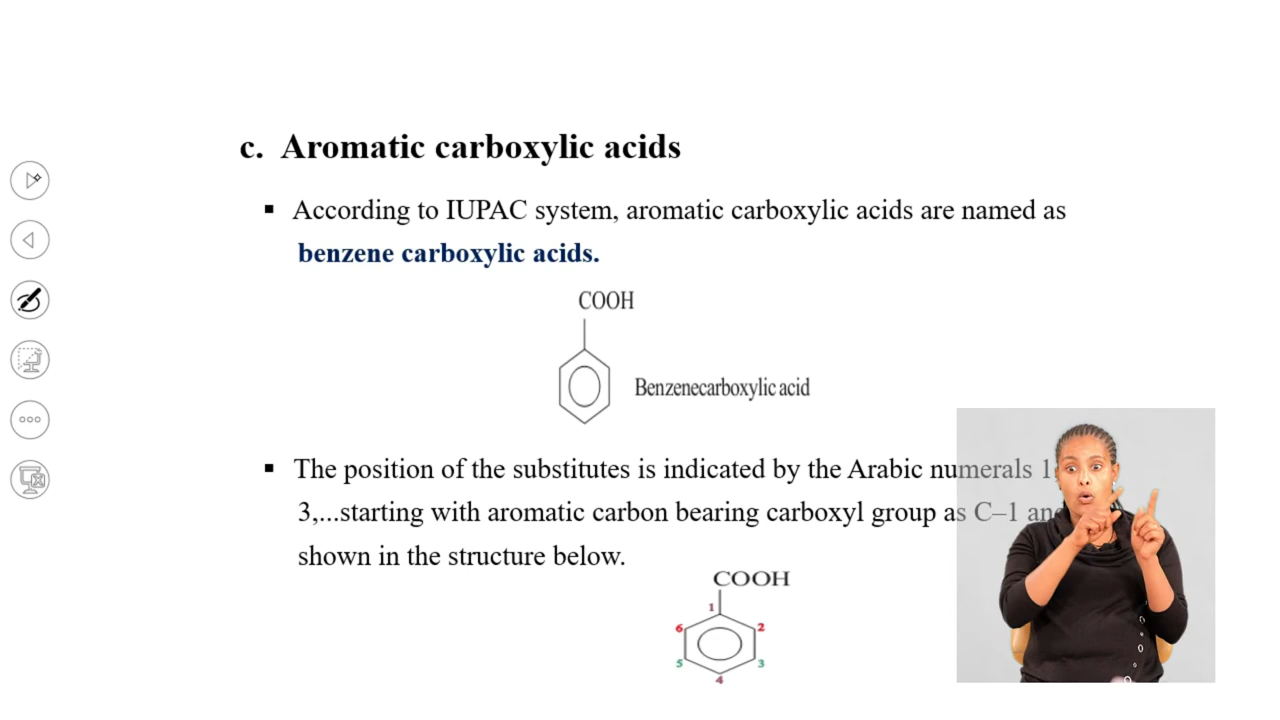 c. Aromatic carboxylic acids
▪ According to IUPAC system, aromatic carboxylic acids are named as
benzene carboxylic acids.
COOH
Benzenecarboxylic acid
▪ The position of the substitutes is indicated by the Arabic numerals 1,
3,...starting with aromatic carbon bearing carboxyl group as C–1 and
shown in the structure below.
COOH
1
6 2
5 3
4